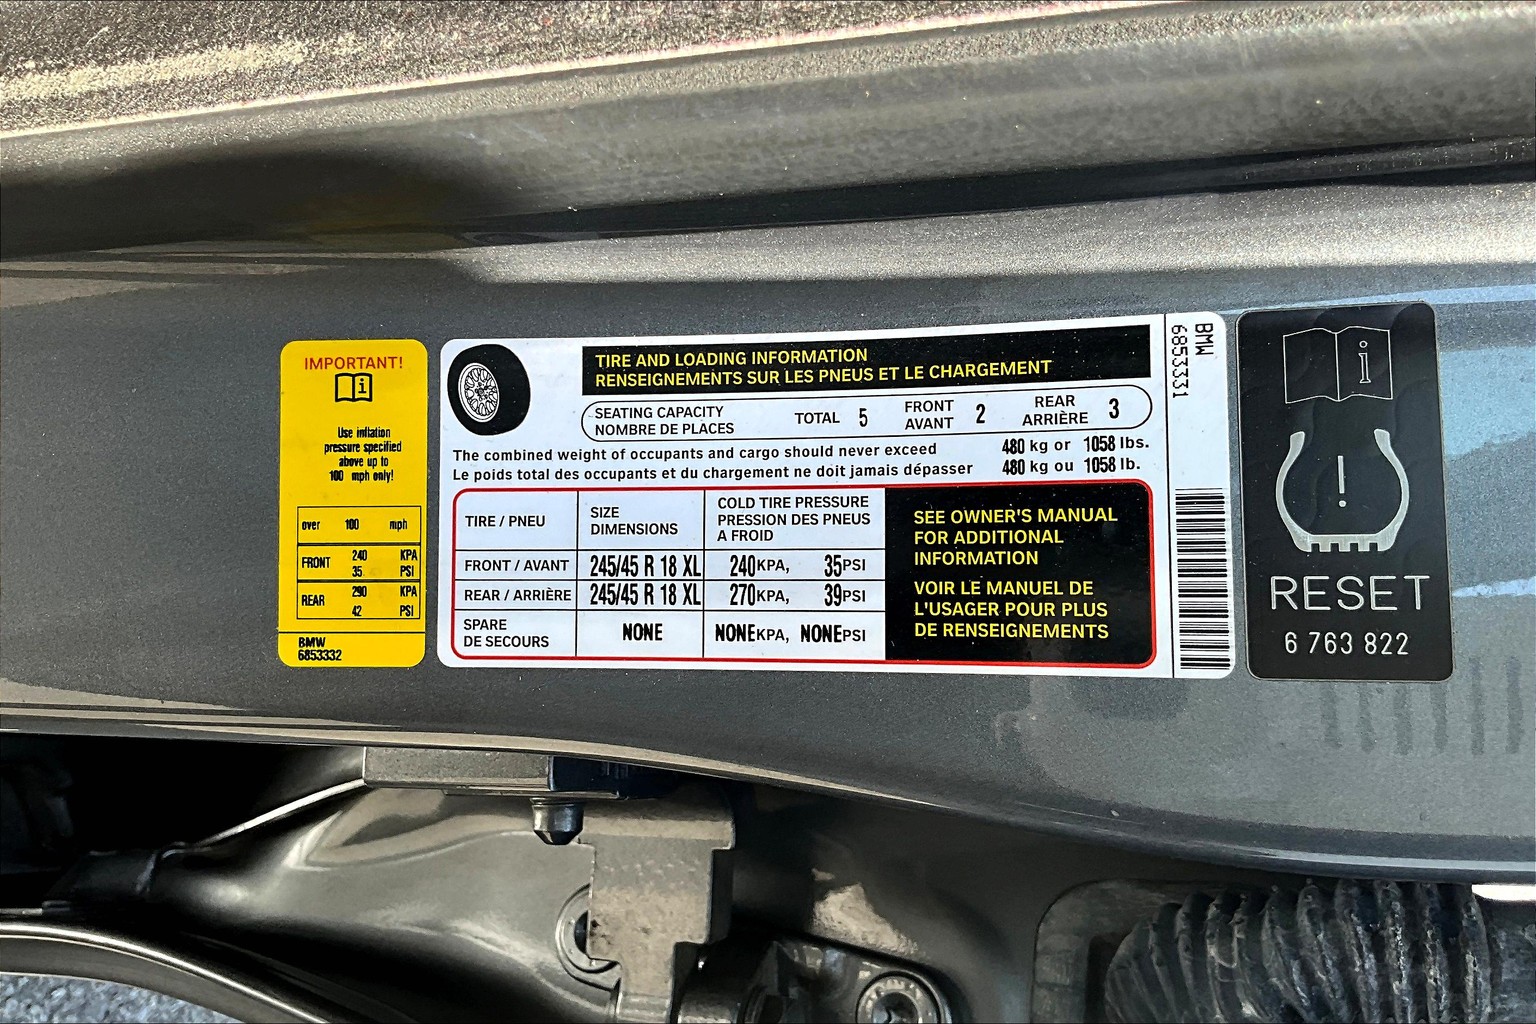 IMPORTANT!
i
Use inflation
pressure specified
above up to
100 mph only!
over 100 mph
FRONT 240 KPA
35 PSI
REAR 290 KPA
42 PSI
BMW
6853332
TIRE AND LOADING INFORMATION
RENSEIGNEMENTS SUR LES PNEUS ET LE CHARGEMENT
SEATING CAPACITY
NOMBRE DE PLACES
TOTAL 5
FRONT
AVANT
2
REAR
ARRIÈRE
3
The combined weight of occupants and cargo should never exceed 480 kg or 1058 lbs.
Le poids total des occupants et du chargement ne doit jamais dépasser 480 kg ou 1058 lb.
TIRE / PNEU
SIZE
DIMENSIONS
COLD TIRE PRESSURE
PRESSION DES PNEUS
A FROID
FRONT / AVANT 245/45 R 18 XL 240KPA, 35PSI
REAR / ARRIÈRE 245/45 R 18 XL 270KPA, 39PSI
SPARE
DE SECOURS
NONE NONEKPA, NONEPSI
SEE OWNER'S MANUAL
FOR ADDITIONAL
INFORMATION
VOIR LE MANUEL DE
L'USAGER POUR PLUS
DE RENSEIGNEMENTS
BMW
6853331
i
!
RESET
6 763 822